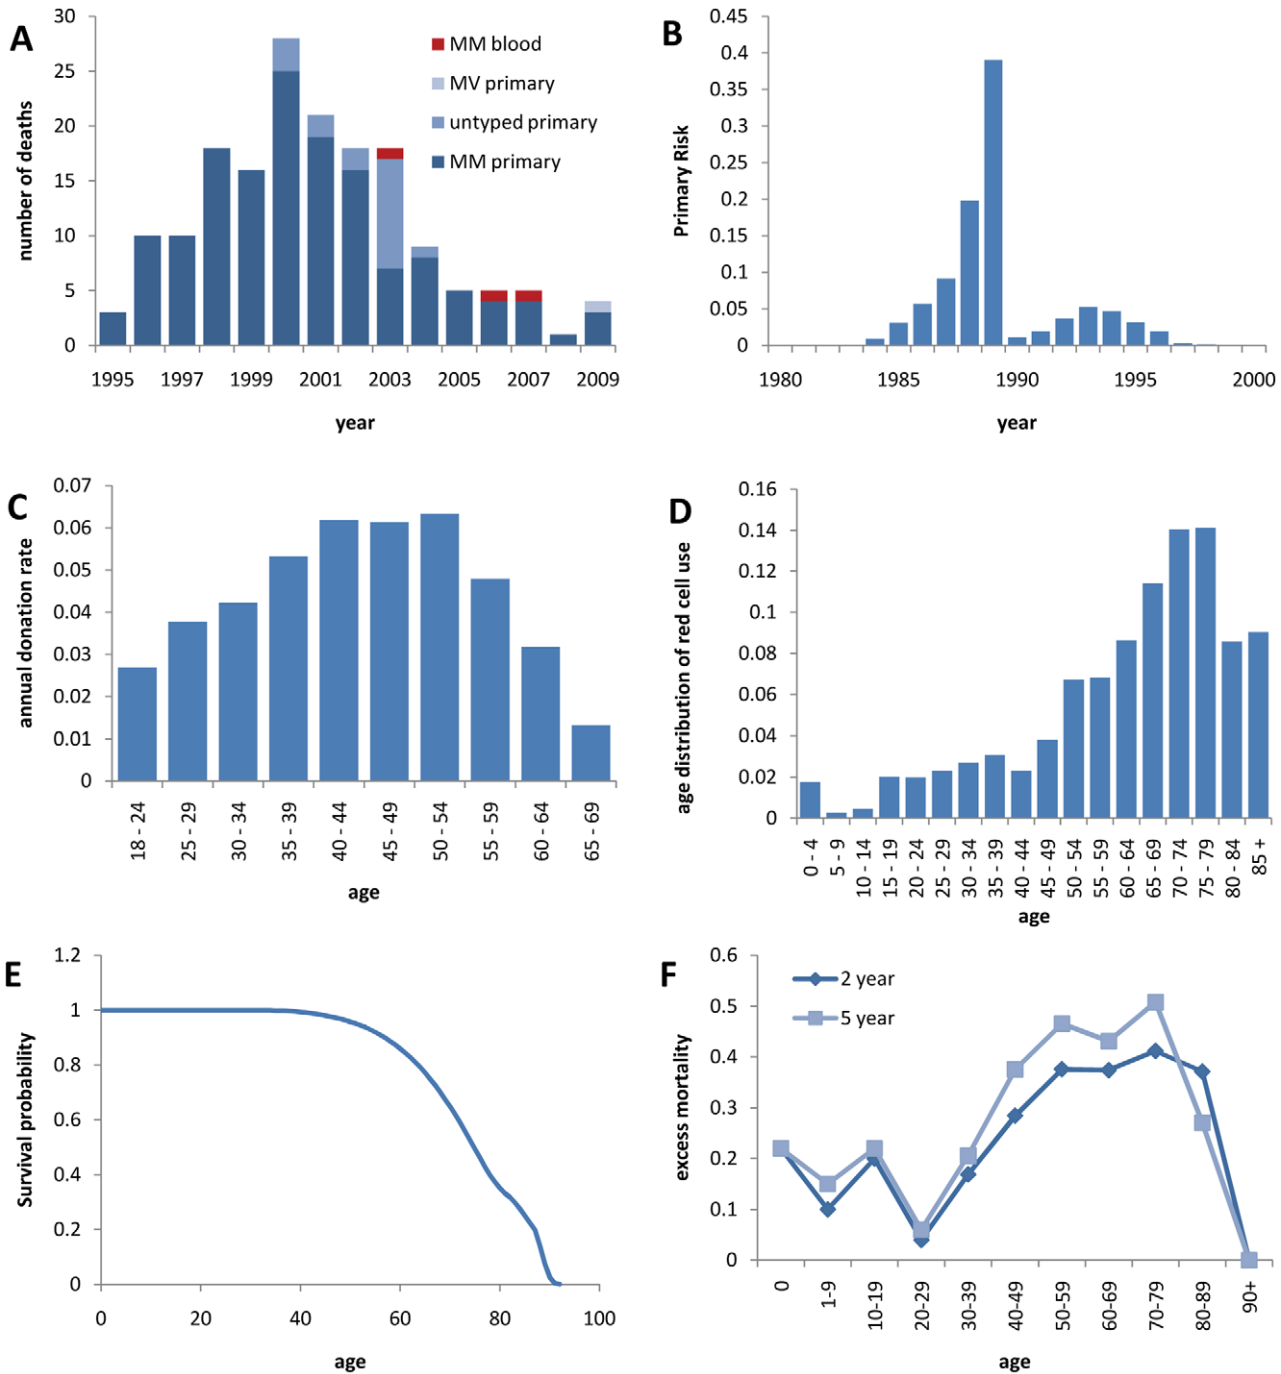 A
30
25
20
15
10
5
0
number of deaths
MM blood
MV primary
untyped primary
MM primary
1995 1997 1999 2001 2003 2005 2007 2009
year
B
0.45
0.4
0.35
0.3
0.25
0.2
0.15
0.1
0.05
0
Primary Risk
1980 1985 1990 1995 2000
year
C
0.07
0.06
0.05
0.04
0.03
0.02
0.01
0
annual donation rate
18 - 24
25 - 29
30 - 34
35 - 39
40 - 44
45 - 49
50 - 54
55 - 59
60 - 64
65 - 69
age
D
0.16
0.14
0.12
0.1
0.08
0.06
0.04
0.02
0
age distribution of red cell use
0 - 4
5 - 9
10 - 14
15 - 19
20 - 24
25 - 29
30 - 34
35 - 39
40 - 44
45 - 49
50 - 54
55 - 59
60 - 64
65 - 69
70 - 74
75 - 79
80 - 84
85 +
age
E
1.2
1
0.8
0.6
0.4
0.2
0
Survival probability
0 20 40 60 80 100
age
F
0.6
0.5
0.4
0.3
0.2
0.1
0
excess mortality
2 year
5 year
0
1-9
10-19
20-29
30-39
40-49
50-59
60-69
70-79
80-89
90+
age